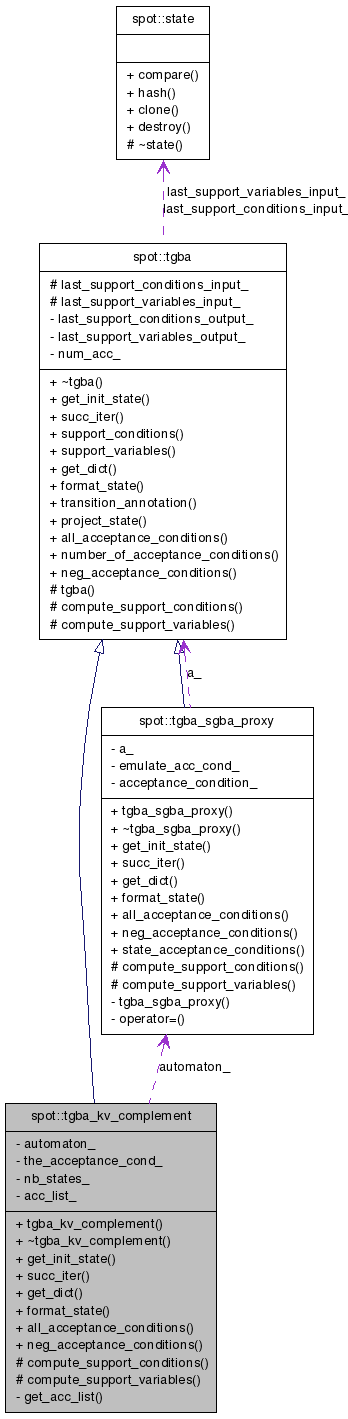 spot::state
+ compare()
+ hash()
+ clone()
+ destroy()
# ~state()
last_support_variables_input_
last_support_conditions_input_
spot::tgba
# last_support_conditions_input_
# last_support_variables_input_
- last_support_conditions_output_
- last_support_variables_output_
- num_acc_
+ ~tgba()
+ get_init_state()
+ succ_iter()
+ support_conditions()
+ support_variables()
+ get_dict()
+ format_state()
+ transition_annotation()
+ project_state()
+ all_acceptance_conditions()
+ number_of_acceptance_conditions()
+ neg_acceptance_conditions()
# tgba()
# compute_support_conditions()
# compute_support_variables()
a_
spot::tgba_sgba_proxy
- a_
- emulate_acc_cond_
- acceptance_condition_
+ tgba_sgba_proxy()
+ ~tgba_sgba_proxy()
+ get_init_state()
+ succ_iter()
+ get_dict()
+ format_state()
+ all_acceptance_conditions()
+ neg_acceptance_conditions()
+ state_acceptance_conditions()
# compute_support_conditions()
# compute_support_variables()
- tgba_sgba_proxy()
- operator=()
automaton_
spot::tgba_kv_complement
- automaton_
- the_acceptance_cond_
- nb_states_
- acc_list_
+ tgba_kv_complement()
+ ~tgba_kv_complement()
+ get_init_state()
+ succ_iter()
+ get_dict()
+ format_state()
+ all_acceptance_conditions()
+ neg_acceptance_conditions()
# compute_support_conditions()
# compute_support_variables()
- get_acc_list()